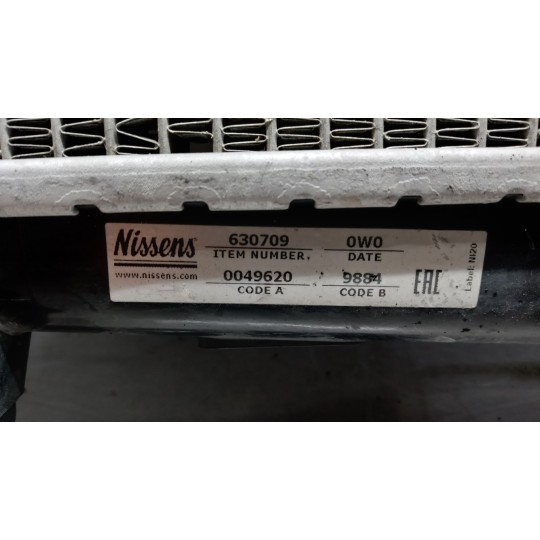 Nissens 630709 0W0
ITEM NUMBER. DATE
www.nissens.com 0049620 9884
CODE A CODE B
EAC
Label: NI20